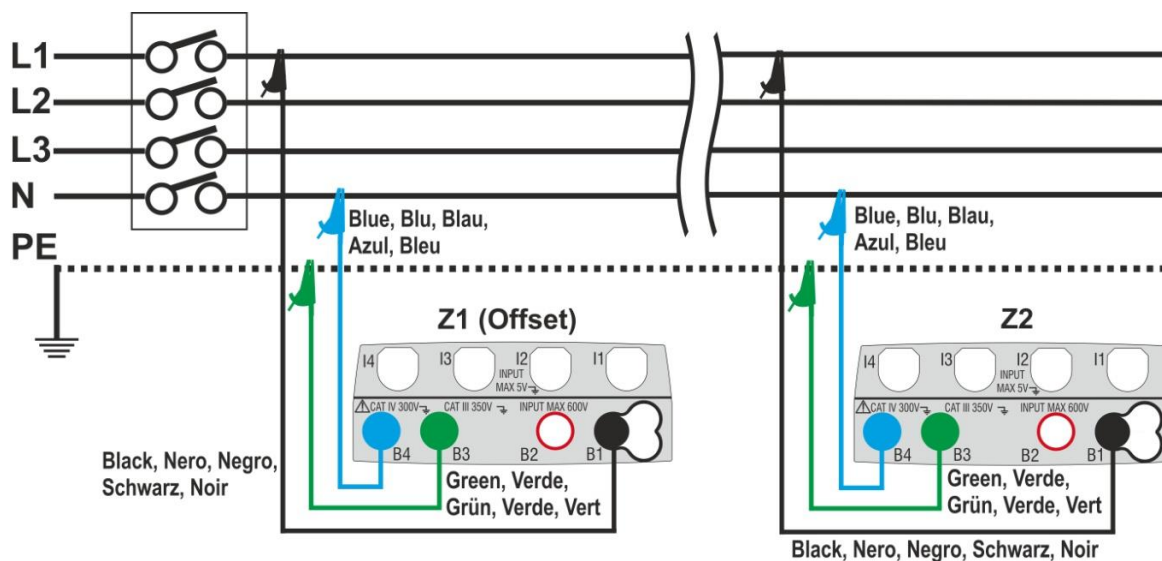 L1
L2
L3
N
PE
Blue, Blu, Blau,
Azul, Bleu
Blue, Blu, Blau,
Azul, Bleu
Z1 (Offset)
Z2
I4 I3 I2 I1
INPUT
MAX 5V
CAT IV 300V CAT III 350V INPUT MAX 600V
B4 B3 B2 B1
I4 I3 I2 I1
INPUT
MAX 5V
CAT IV 300V CAT III 350V INPUT MAX 600V
B4 B3 B2 B1
Black, Nero, Negro,
Schwarz, Noir
Green, Verde,
Grün, Verde, Vert
Green, Verde,
Grün, Verde, Vert
Black, Nero, Negro, Schwarz, Noir